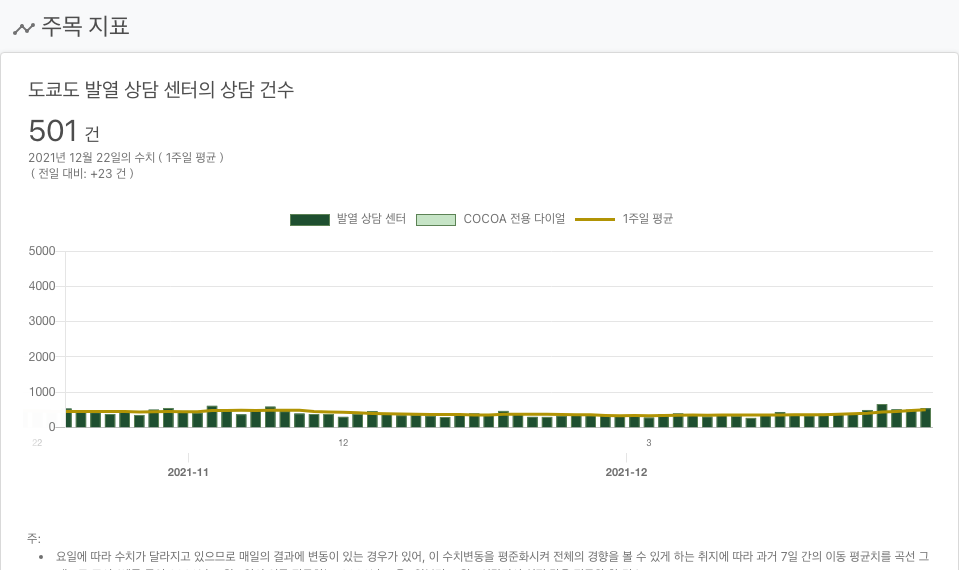 주목 지표
도쿄도 발열 상담 센터의 상담 건수
501 건
2021년 12월 22일의 수치 ( 1주일 평균 )
( 전일 대비: +23 건 )
발열 상담 센터 COCOA 전용 다이얼 1주일 평균
5000
4000
3000
2000
1000
0
22 12 3
2021-11 2021-12
주:
• 요일에 따라 수치가 달라지고 있으므로 매일의 결과에 변동이 있는 경우가 있어, 이 수치변동을 평준화시켜 전체의 경향을 볼 수 있게 하는 취지에 따라 과거 7일 간의 이동 평균치를 곡선 그